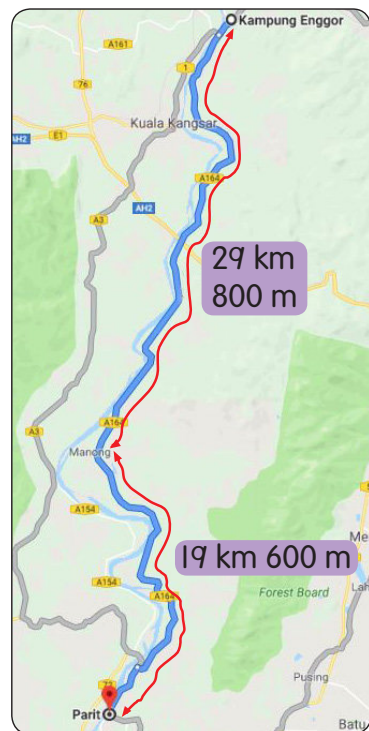 Kampung Enggor
A161
1
76
Kuala Kangsar
E1
AH2
A164
AH2
A3
29 km
800 m
A164
A3
Manong
A154
19 km 600 m
A154
A164
Forest Board
Pusing
73
Parit
Batu